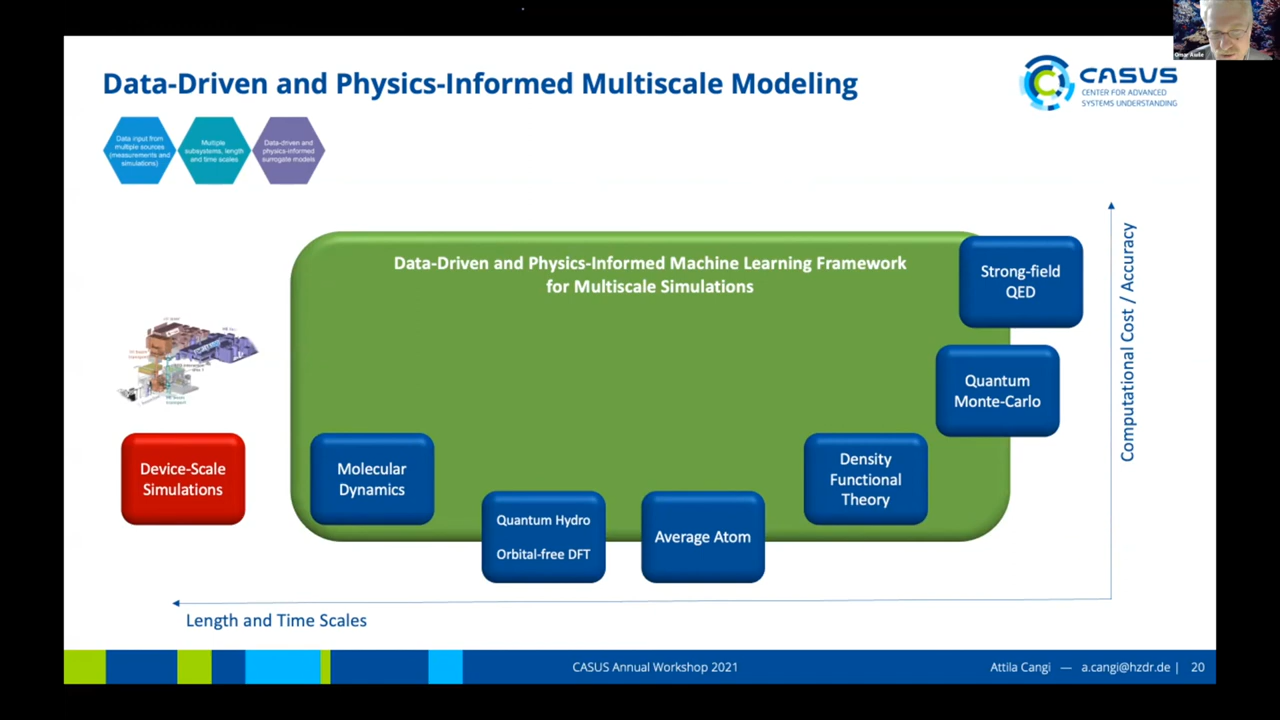 Omar Asda
Data-Driven and Physics-Informed Multiscale Modeling
CASUS
CENTER FOR ADVANCED
SYSTEMS UNDERSTANDING
Data input from
multiple sources
(measurements and
simulations)
Multiple
subsystems, length
and time scales
Data-driven and
physics-informed
surrogate models
Data-Driven and Physics-Informed Machine Learning Framework
for Multiscale Simulations
Strong-field
QED
Quantum
Monte-Carlo
Density
Functional
Theory
Average Atom
Quantum Hydro
Orbital-free DFT
Molecular
Dynamics
Device-Scale
Simulations
Computational Cost / Accuracy
Length and Time Scales
CASUS Annual Workshop 2021
Attila Cangi — a.cangi@hzdr.de | 20